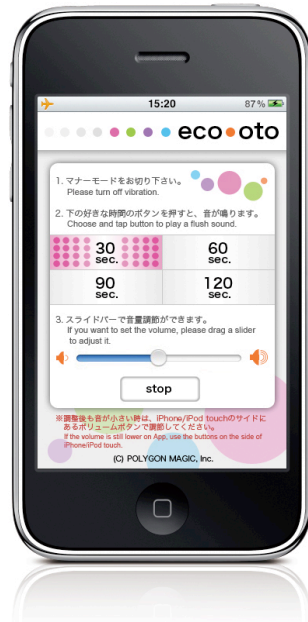 15:20
87%
eco oto
1. マナーモードをお切り下さい。
Please turn off vibration.
2. 下の好きな時間のボタンを押すと、音が鳴ります。
Choose and tap button to play a flush sound.
30 sec.
60 sec.
90 sec.
120 sec.
3. スライドバーで音量調節ができます。
If you want to set the volume, please drag a slider
to adjust it.
stop
※調整後も音が小さい時は、iPhone/iPod touchのサイドに
あるボリュームボタンで調節してください。
If the volume is still lower on App, use the buttons on the side of
iPhone/iPod touch.
(C) POLYGON MAGIC, Inc.